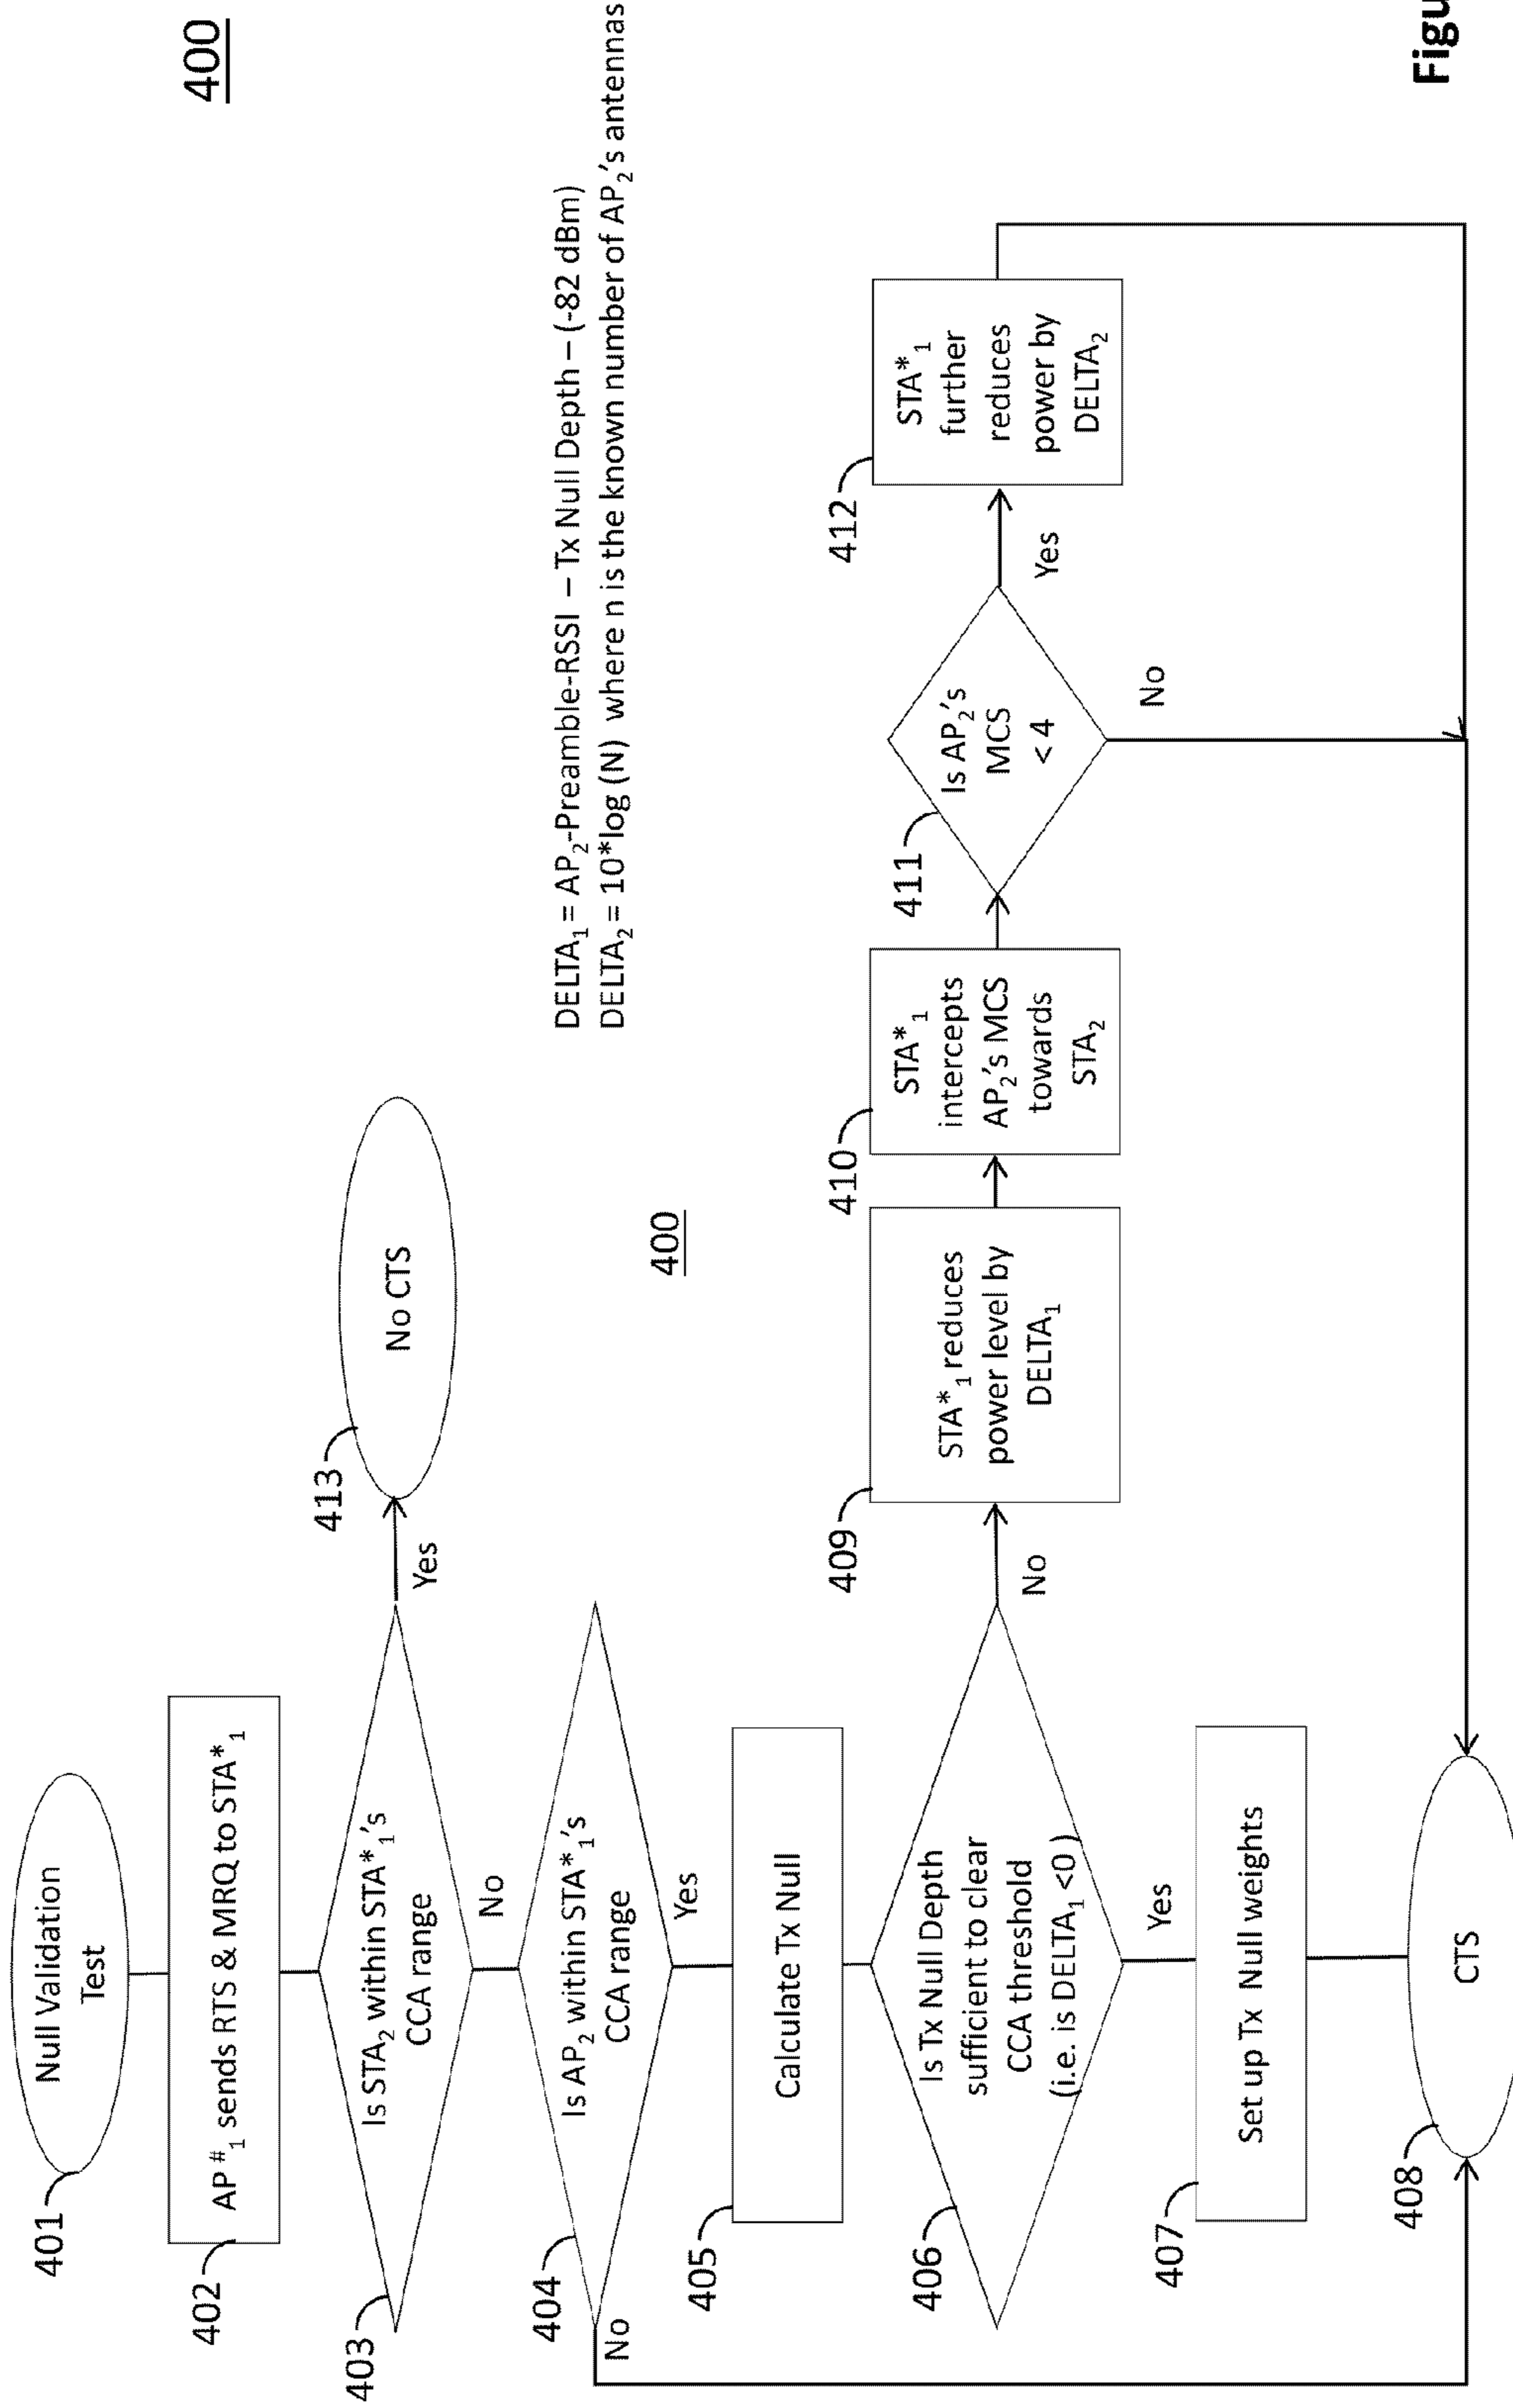 400
Null Validation
Test
401
AP#₁ sends RTS & MRQ to STA*₁
402
Is STA₂ within STA*₁'s
CCA range
403
Yes
No CTS
413
No
Is AP₂ within STA*₁'s
CCA range
404
No
Yes
DELTA₁ = AP₂-Preamble-RSSI – Tx Null Depth – (-82 dBm)
DELTA₂ = 10*log (N) where n is the known number of AP₂'s antennas
400
Calculate Tx Null
405
Is Tx Null Depth
sufficient to clear
CCA threshold
(i.e. is DELTA₁ <0 )
406
No
STA*₁ reduces
power level by
DELTA₁
409
STA*₁
intercepts
AP₂'s MCS
towards
STA₂
410
Is AP₂'s
MCS
< 4
411
Yes
STA*₁
further
reduces
power by
DELTA₂
412
No
Yes
Set up Tx Null weights
407
CTS
408